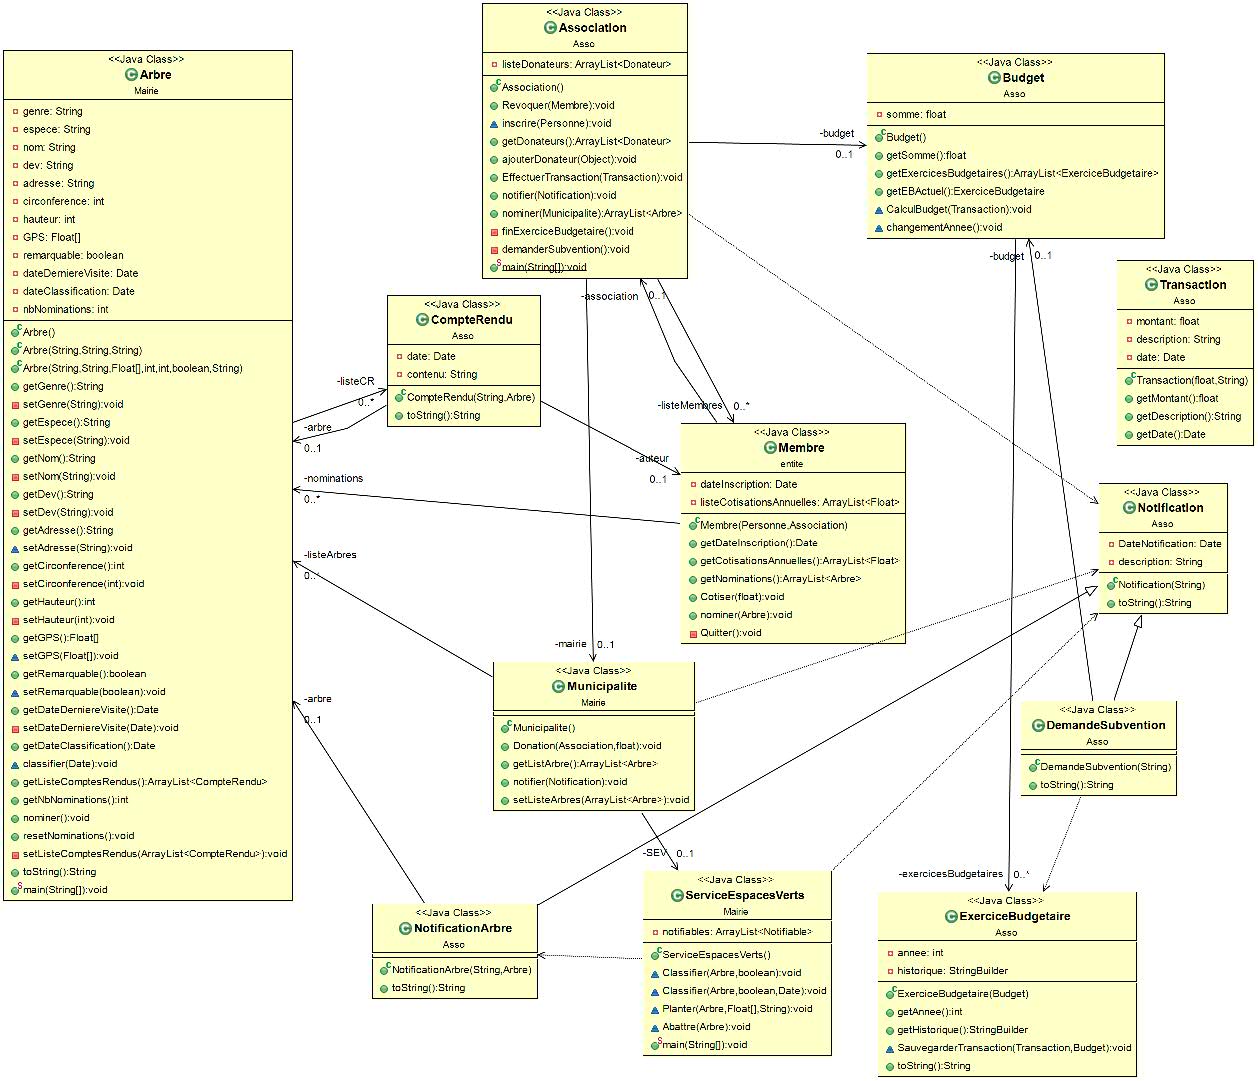 <<Java Class>>
Association
Asso
listeDonateurs: ArrayList<Donateur>
Association()
Revoquer(Membre):void
inscrire(Personne):void
getDonateurs():ArrayList<Donateur>
ajouterDonateur(Object):void
EffectuerTransaction(Transaction):void
notifier(Notification):void
nominer(Municipalite):ArrayList<Arbre>
finExerciceBudgetaire():void
demanderSubvention():void
main(String[]):void
<<Java Class>>
Arbre
Mairie
genre: String
espece: String
nom: String
dev: String
adresse: String
circonference: int
hauteur: int
GPS: Float[]
remarquable: boolean
dateDerniereVisite: Date
dateClassification: Date
nbNominations: int
Arbre()
Arbre(String,String,String)
Arbre(String,String,Float[],int,int,boolean,String)
getGenre():String
setGenre(String):void
getEspece():String
setEspece(String):void
getNom():String
setNom(String):void
getDev():String
setDev(String):void
getAdresse():String
setAdresse(String):void
getCirconference():int
setCirconference(int):void
getHauteur():int
setHauteur(int):void
getGPS():Float[]
setGPS(Float[]):void
getRemarquable():boolean
setRemarquable(boolean):void
getDateDerniereVisite():Date
setDateDerniereVisite(Date):void
getDateClassification():Date
classifier(Date):void
getListeComptesRendus():ArrayList<CompteRendu>
getNbNominations():int
nominer():void
resetNominations():void
setListeComptesRendus(ArrayList<CompteRendu>):void
toString():String
main(String[]):void
<<Java Class>>
Budget
Asso
somme: float
Budget()
getSomme():float
getExercicesBudgetaires():ArrayList<ExerciceBudgetaire>
getEBActuel():ExerciceBudgetaire
CalculBudget(Transaction):void
changementAnnee():void
-budget
0..1
-budget
0..1
<<Java Class>>
Transaction
Asso
montant: float
description: String
date: Date
Transaction(float,String)
getMontant():float
getDescription():String
getDate():Date
<<Java Class>>
CompteRendu
Asso
date: Date
contenu: String
CompteRendu(String,Arbre)
toString():String
-association
0..1
-listeCR
0..*
-arbre
0..1
-listeMembres
0..*
-auteur
0..1
<<Java Class>>
Membre
entite
dateInscription: Date
listeCotisationsAnnuelles: ArrayList<Float>
Membre(Personne,Association)
getDateInscription():Date
getCotisationsAnnuelles():ArrayList<Float>
getNominations():ArrayList<Arbre>
Cotiser(float):void
nominer(Arbre):void
Quitter():void
-nominations
0..*
<<Java Class>>
Notification
Asso
DateNotification: Date
description: String
Notification(String)
toString():String
-listeArbres
0..*
-mairie
0..1
<<Java Class>>
Municipalite
Mairie
Municipalite()
Donation(Association,float):void
getListArbre():ArrayList<Arbre>
notifier(Notification):void
setListeArbres(ArrayList<Arbre>):void
-arbre
0..1
<<Java Class>>
DemandeSubvention
Asso
DemandeSubvention(String)
toString():String
-SEV
0..1
-exercicesBudgetaires
0..*
<<Java Class>>
ServiceEspacesVerts
Mairie
notifiables: ArrayList<Notifiable>
ServiceEspacesVerts()
Classifier(Arbre,boolean):void
Classifier(Arbre,boolean,Date):void
Planter(Arbre,Float[],String):void
Abattre(Arbre):void
main(String[]):void
<<Java Class>>
NotificationArbre
Asso
NotificationArbre(String,Arbre)
toString():String
<<Java Class>>
ExerciceBudgetaire
Asso
annee: int
historique: StringBuilder
ExerciceBudgetaire(Budget)
getAnnee():int
getHistorique():StringBuilder
SauvegarderTransaction(Transaction,Budget):void
toString():String